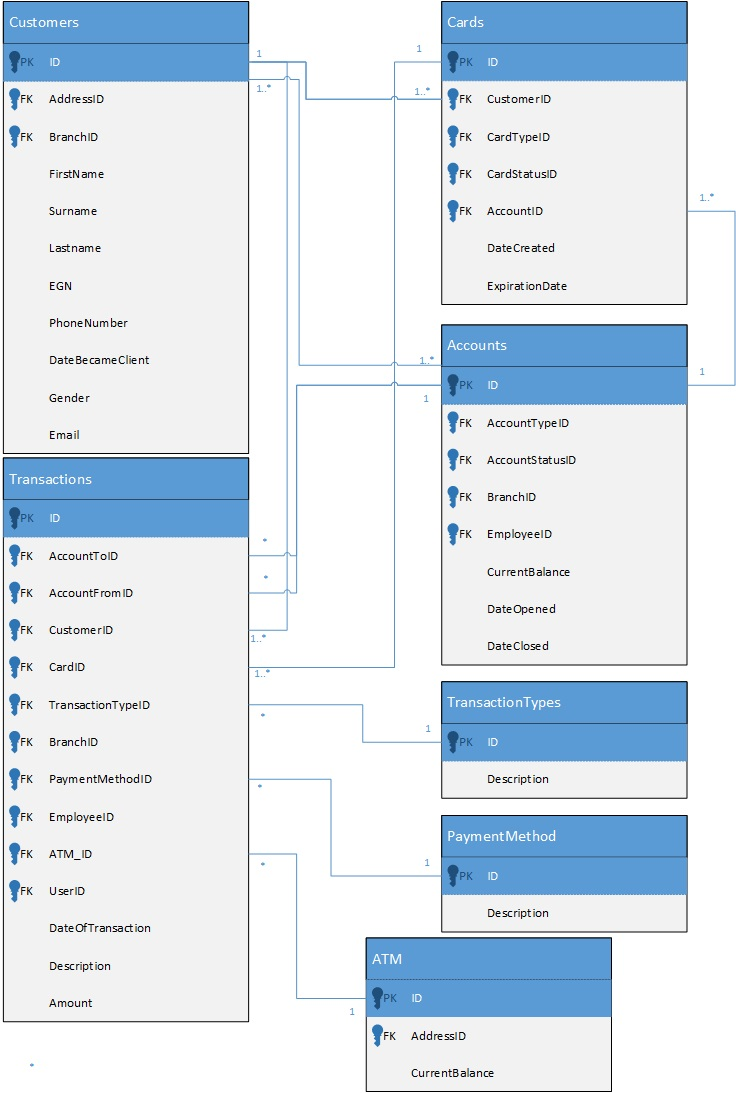 Customers
PK ID
FK AddressID
FK BranchID
FirstName
Surname
Lastname
EGN
PhoneNumber
DateBecameClient
Gender
Email
Transactions
PK ID
FK AccountToID
FK AccountFromID
FK CustomerID
FK CardID
FK TransactionTypeID
FK BranchID
FK PaymentMethodID
FK EmployeeID
FK ATM_ID
FK UserID
DateOfTransaction
Description
Amount
*
1
1..*
*
*
1..*
1..*
*
*
*
1
1..*
1..*
1
1
1
1
Cards
PK ID
FK CustomerID
FK CardTypeID
FK CardStatusID
FK AccountID
DateCreated
ExpirationDate
1..*
1
Accounts
PK ID
FK AccountTypeID
FK AccountStatusID
FK BranchID
FK EmployeeID
CurrentBalance
DateOpened
DateClosed
TransactionTypes
PK ID
Description
PaymentMethod
PK ID
Description
ATM
PK ID
FK AddressID
CurrentBalance